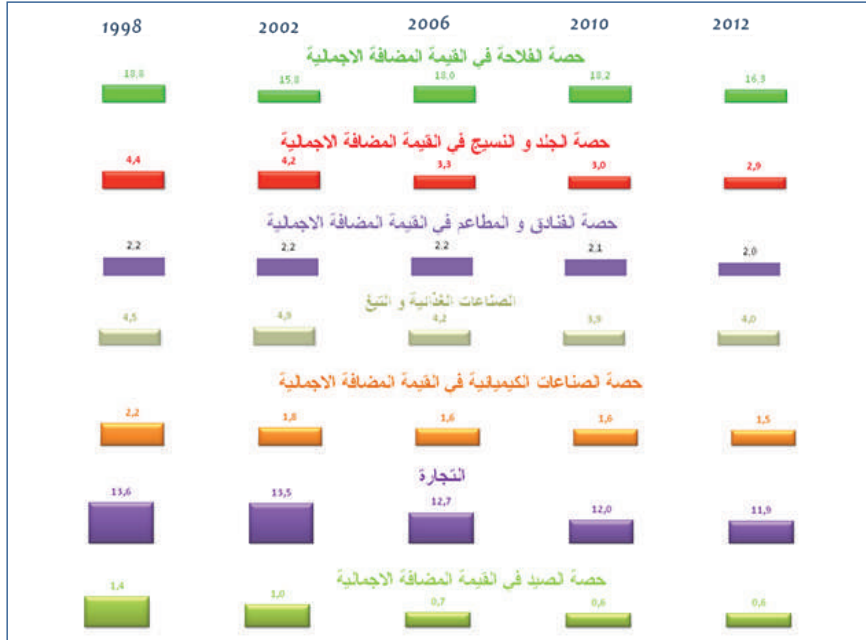 1998 2002 2006 2010 2012
حصة الفلاحة في القيمة المضافة الاجمالية
18,8 15,8 18,0 18,2 16,9
حصة الجلد و النسيج في القيمة المضافة الاجمالية
4,4 4,2 3,3 3,0 2,9
حصة الفنادق و المطاعم في القيمة المضافة الاجمالية
2,2 2,2 2,2 2,1 2,0
الصناعات الغذائية و التبغ
4,5 4,9 4,2 3,9 4,0
حصة الصناعات الكيميائية في القيمة المضافة الاجمالية
2,2 1,8 1,6 1,6 1,5
التجارة
13,6 13,5 12,7 12,0 11,9
حصة الصيد في القيمة المضافة الاجمالية
1,4 1,0 0,7 0,6 0,6